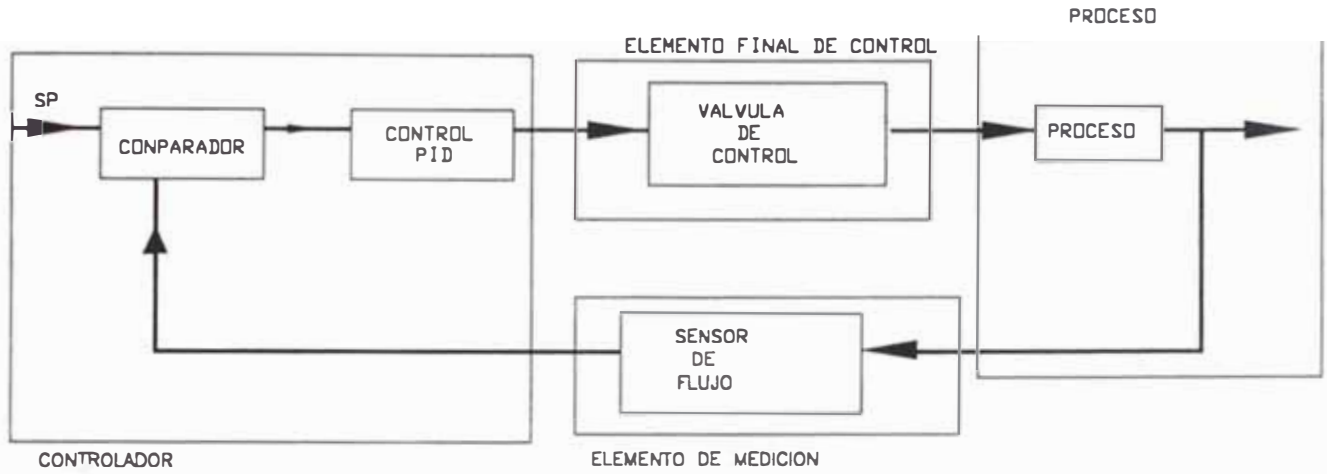 PROCESO
ELEMENTO FINAL DE CONTROL
SP
CONPARADOR
CONTROL
PID
VALVULA
DE
CONTROL
PROCESO
SENSOR
DE
FLUJO
CONTROLADOR
ELEMENTO DE MEDICION